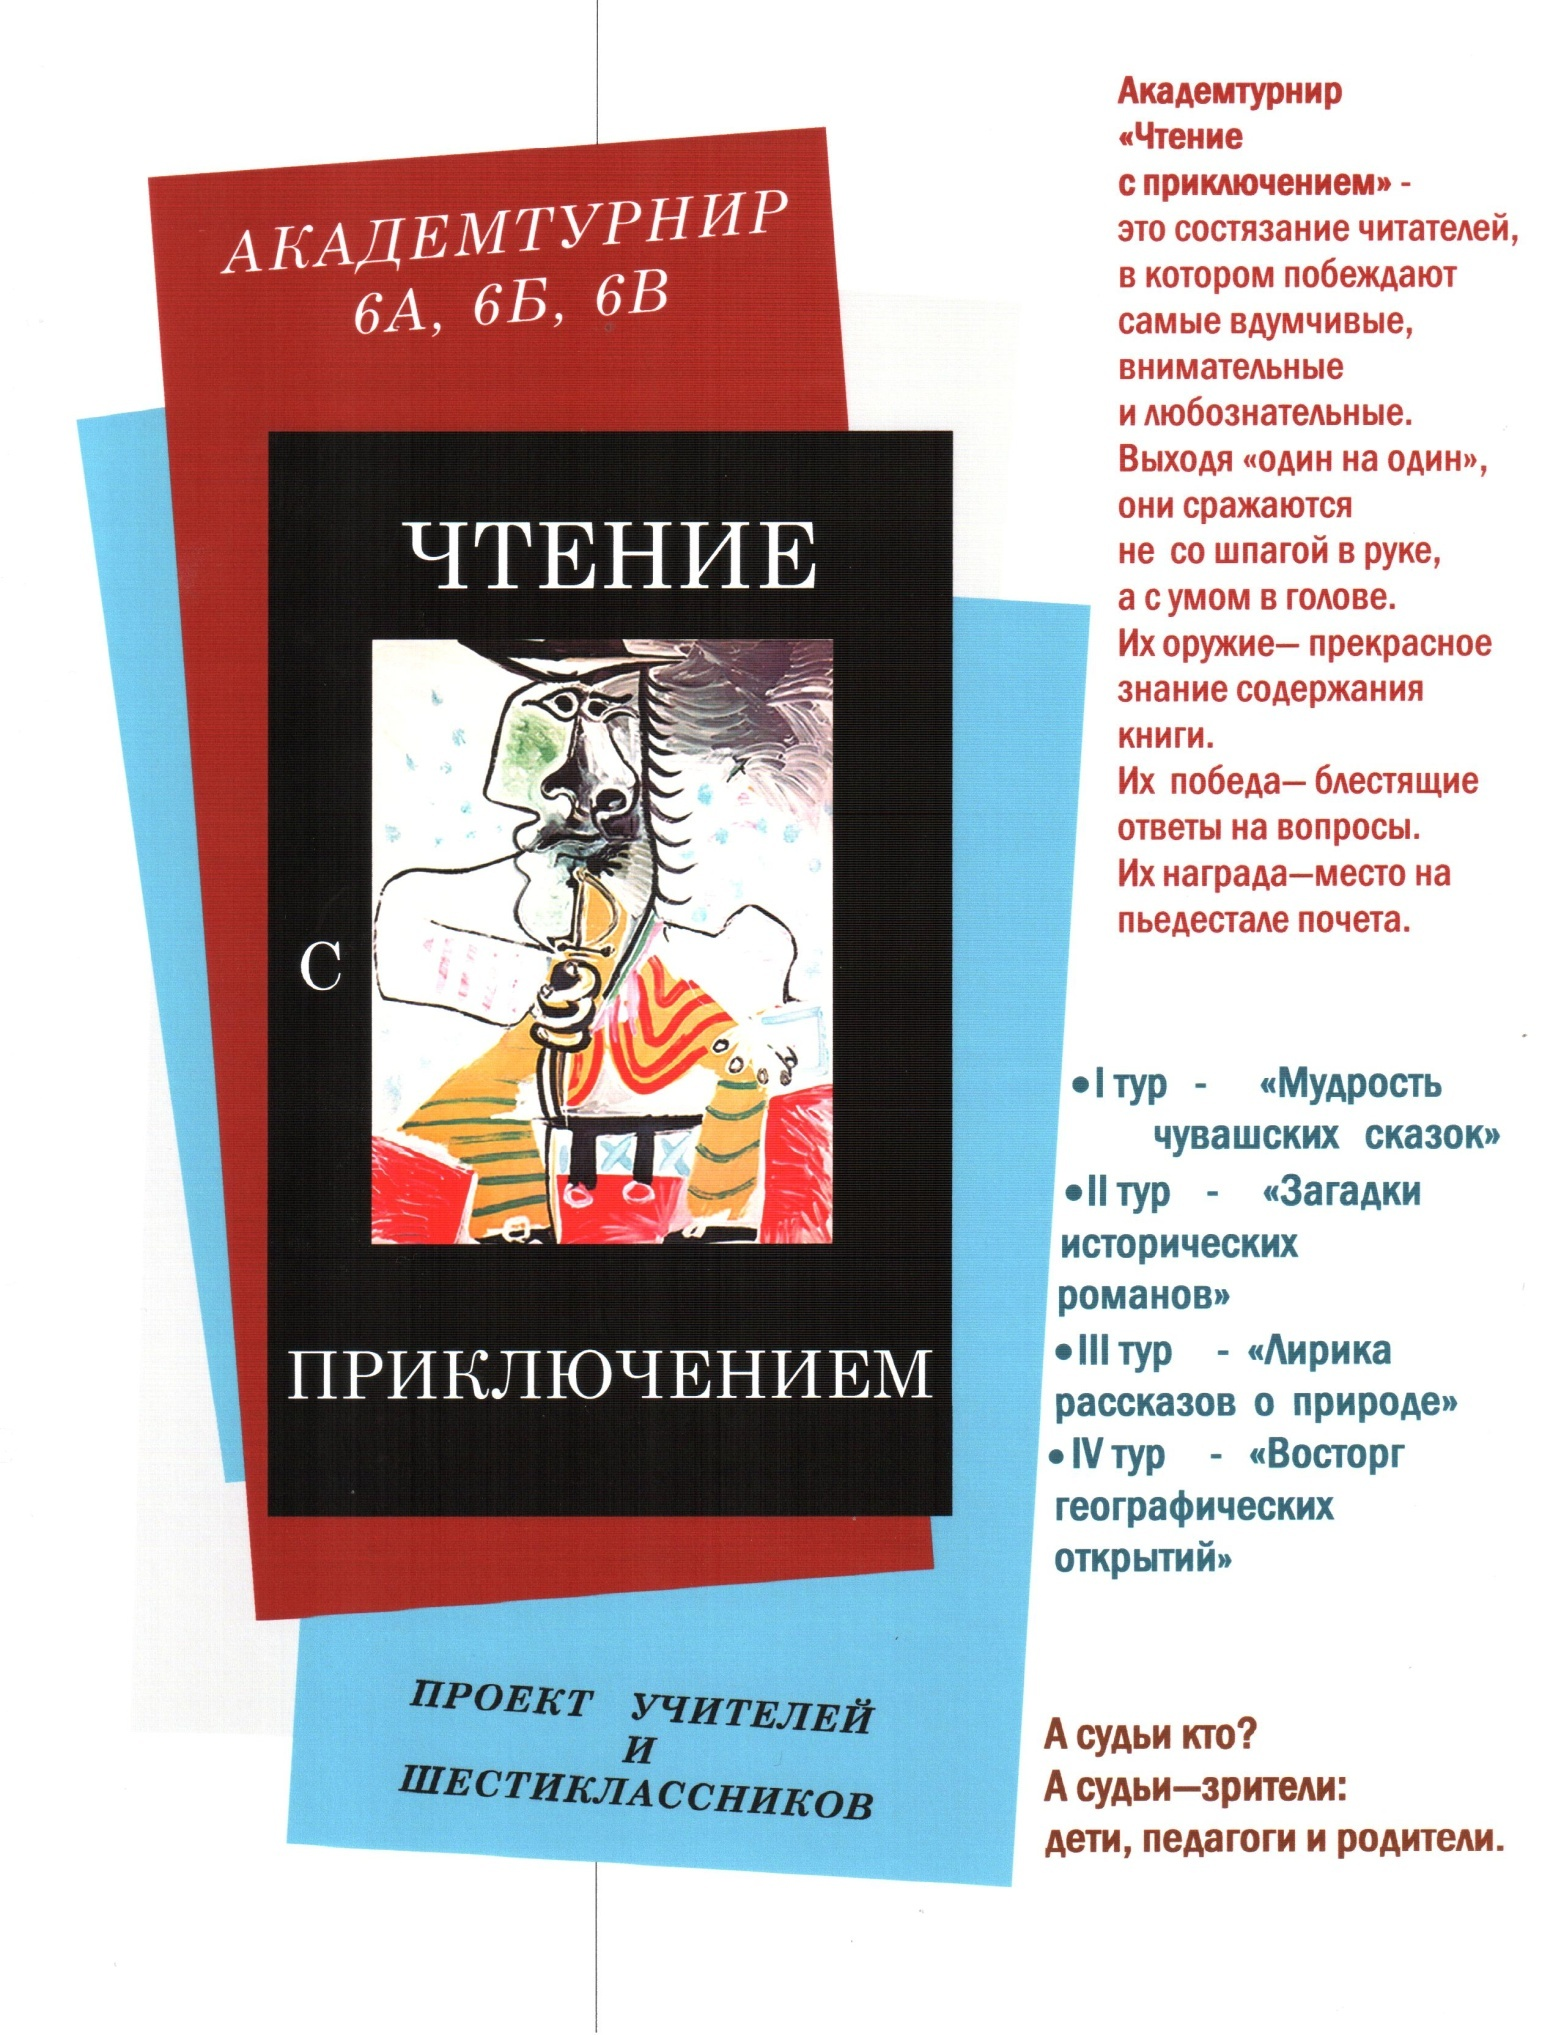 АКАДЕМТУРНИР
6А, 6Б, 6В
ЧТЕНИЕ
С
ПРИКЛЮЧЕНИЕМ
ПРОЕКТ УЧИТЕЛЕЙ
И
ШЕСТИКЛАССНИКОВ
Академтурнир
«Чтение
с приключением» -
это состязание читателей,
в котором побеждают
самые вдумчивые,
внимательные
и любознательные.
Выходя «один на один»,
они сражаются
не со шпагой в руке,
а с умом в голове.
Их оружие— прекрасное
знание содержания
книги.
Их победа— блестящие
ответы на вопросы.
Их награда—место на
пьедестале почета.
•I тур - «Мудрость
чувашских сказок»
•II тур - «Загадки
исторических
романов»
•III тур - «Лирика
рассказов о природе»
•IV тур - «Восторг
географических
открытий»
А судьи кто?
А судьи—зрители:
дети, педагоги и родители.